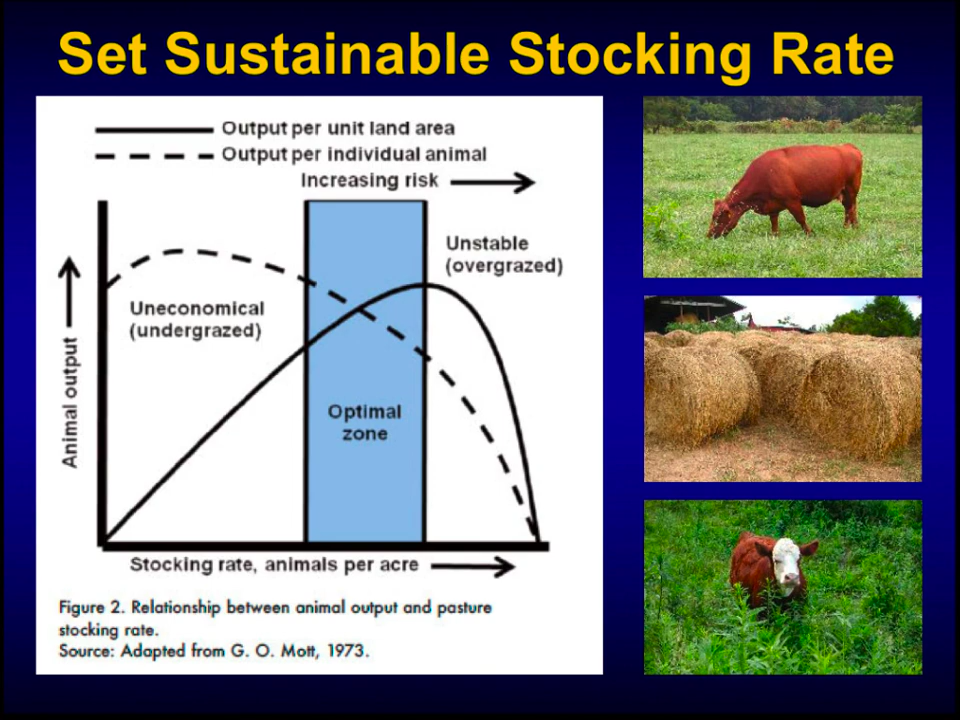 Set Sustainable Stocking Rate
Output per unit land area
Output per individual animal
Increasing risk
Unstable
(overgrazed)
Uneconomical
(undergrazed)
Optimal
zone
Animal output
Stocking rate, animals per acre
Figure 2. Relationship between animal output and pasture
stocking rate.
Source: Adapted from G. O. Mott, 1973.